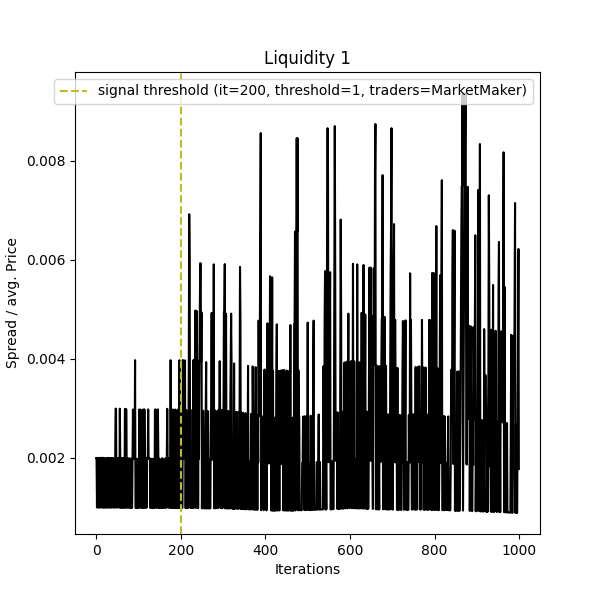 Liquidity 1
signal threshold (it=200, threshold=1, traders=MarketMaker)
0.008
0.006
0.004
0.002
Spread / avg. Price
0 200 400 600 800 1000
Iterations